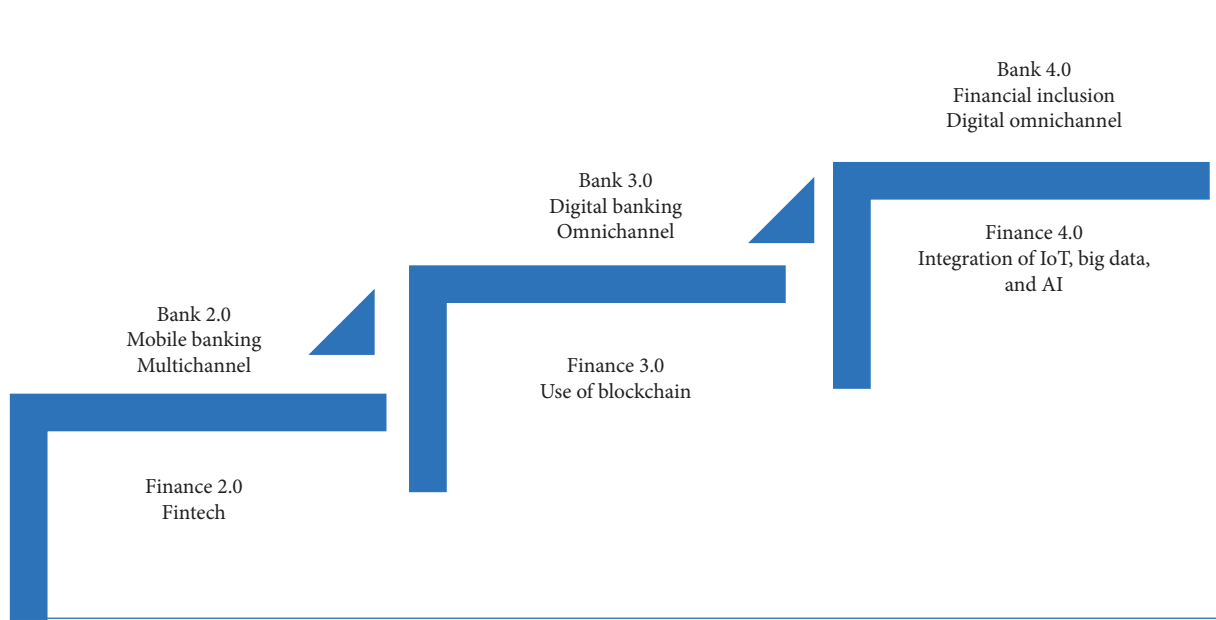 Bank 4.0
Financial inclusion
Digital omnichannel
Bank 3.0
Digital banking
Omnichannel
Finance 4.0
Integration of IoT, big data,
and AI
Bank 2.0
Mobile banking
Multichannel
Finance 3.0
Use of blockchain
Finance 2.0
Fintech